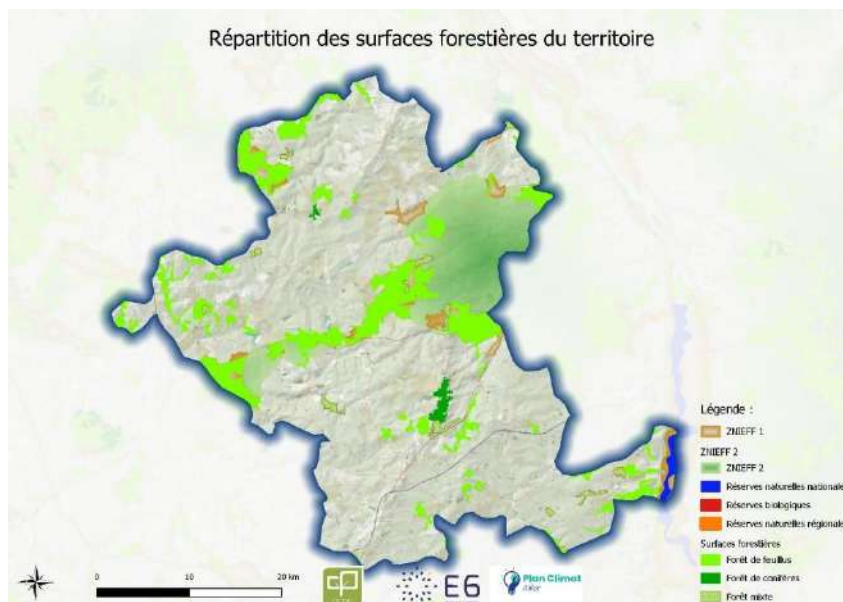 Répartition des surfaces forestières du territoire
Légende :
ZNIEFF 1
ZNIEFF 2
ZNIEFF 2
Réserves naturelles nationale
Réserves biologiques
Réserves naturelles régionale
Surfaces forestières
Forêt de feuillus
Forêt de conifères
Forêt mixte
0 10 20 km
E6
Plan Climat